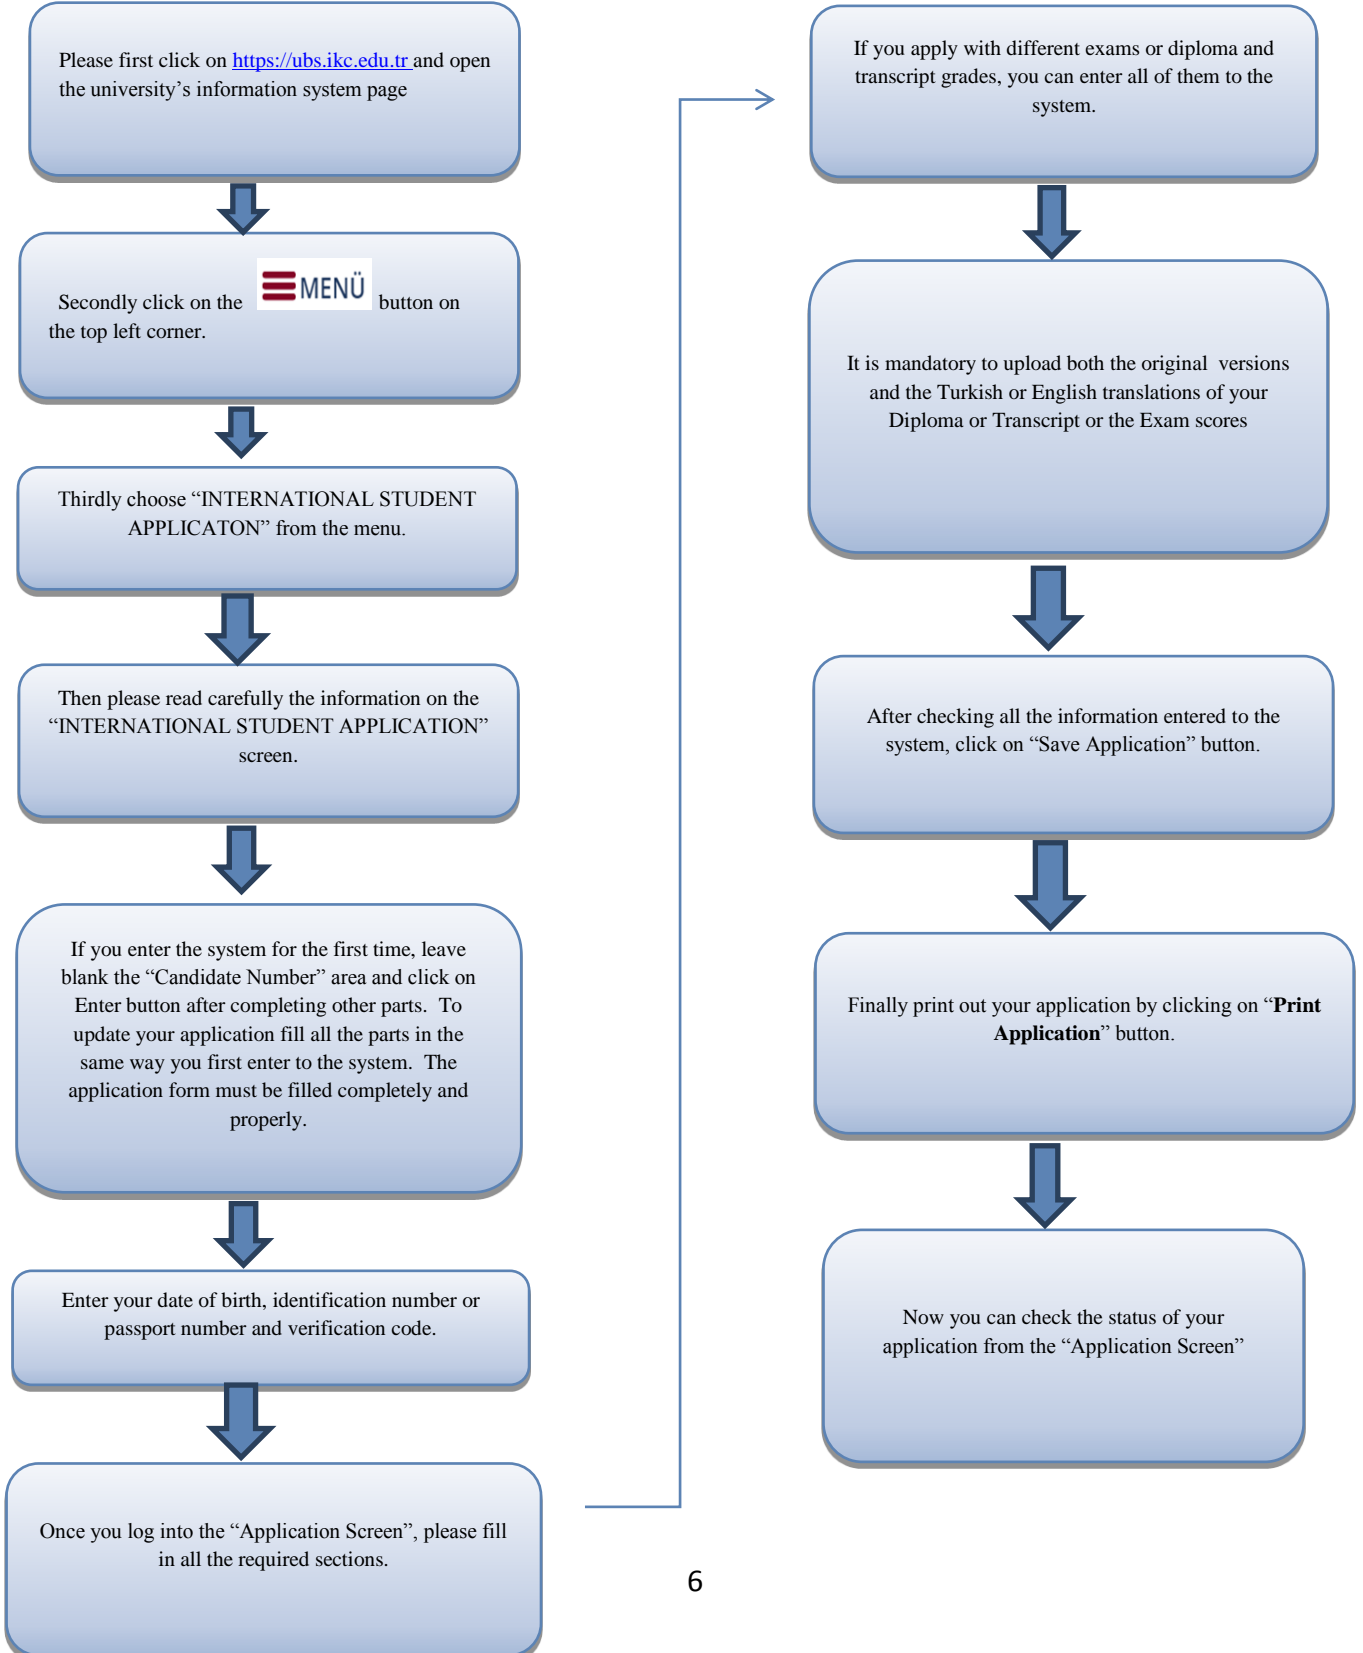 Please first click on https://ubs.ikc.edu.tr and open
the university’s information system page
Secondly click on the MENÜ button on
the top left corner.
Thirdly choose “INTERNATIONAL STUDENT
APPLICATON” from the menu.
Then please read carefully the information on the
“INTERNATIONAL STUDENT APPLICATION”
screen.
If you enter the system for the first time, leave
blank the “Candidate Number” area and click on
Enter button after completing other parts. To
update your application fill all the parts in the
same way you first enter to the system. The
application form must be filled completely and
properly.
Enter your date of birth, identification number or
passport number and verification code.
Once you log into the “Application Screen”, please fill
in all the required sections.
If you apply with different exams or diploma and
transcript grades, you can enter all of them to the
system.
It is mandatory to upload both the original versions
and the Turkish or English translations of your
Diploma or Transcript or the Exam scores
After checking all the information entered to the
system, click on “Save Application” button.
Finally print out your application by clicking on “Print
Application” button.
Now you can check the status of your
application from the “Application Screen”
6